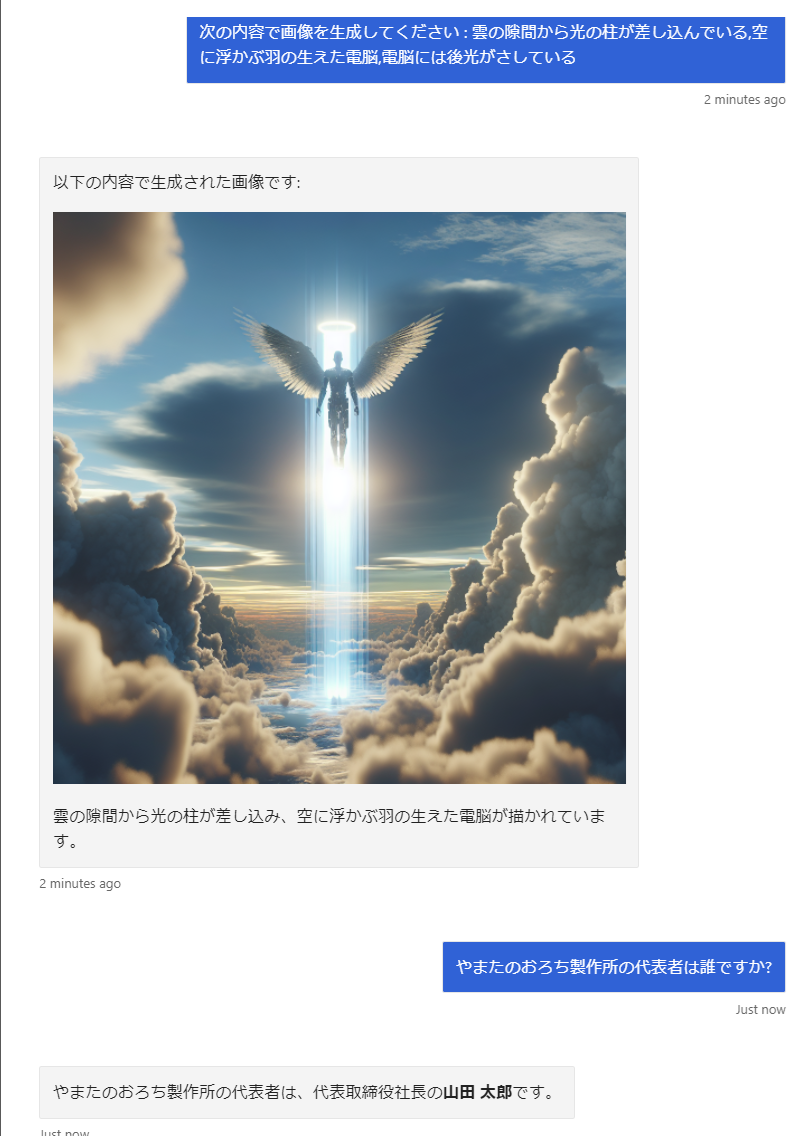 次の内容で画像を生成してください : 雲の隙間から光の柱が差し込んでいる,空
に浮かぶ羽の生えた電脳,電脳には後光がさしている
2 minutes ago
以下の内容で生成された画像です:
雲の隙間から光の柱が差し込み、空に浮かぶ羽の生えた電脳が描かれていま
す。
2 minutes ago
やまたのおろち製作所の代表者は誰ですか?
Just now
やまたのおろち製作所の代表者は、代表取締役社長の山田 太郎です。
Just now